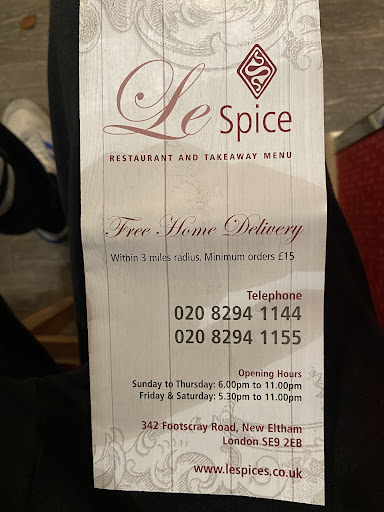 Le Spice
RESTAURANT AND TAKEAWAY MENU
Free Home Delivery
Within 3 miles radius. Minimum orders £15
Telephone
020 8294 1144
020 8294 1155
Opening Hours
Sunday to Thursday: 6.00pm to 11.00pm
Friday & Saturday: 5.30pm to 11.00pm
342 Footscray Road, New Eltham
London SE9 2EB
www.lespices.co.uk